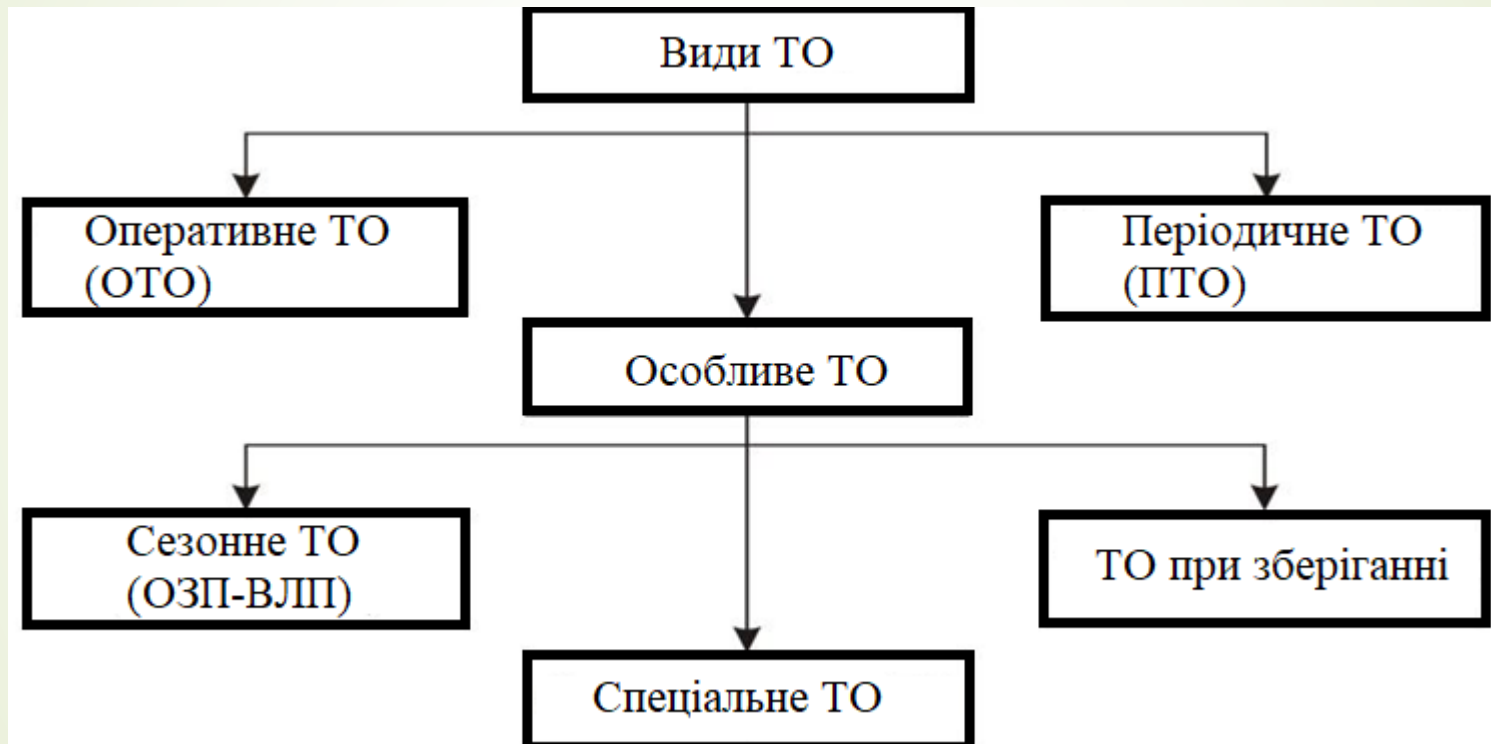 Види ТО
Оперативне ТО
(ОТО)
Періодичне ТО
(ПТО)
Особливе ТО
Сезонне ТО
(ОЗП-ВЛП)
ТО при зберіганні
Спеціальне ТО